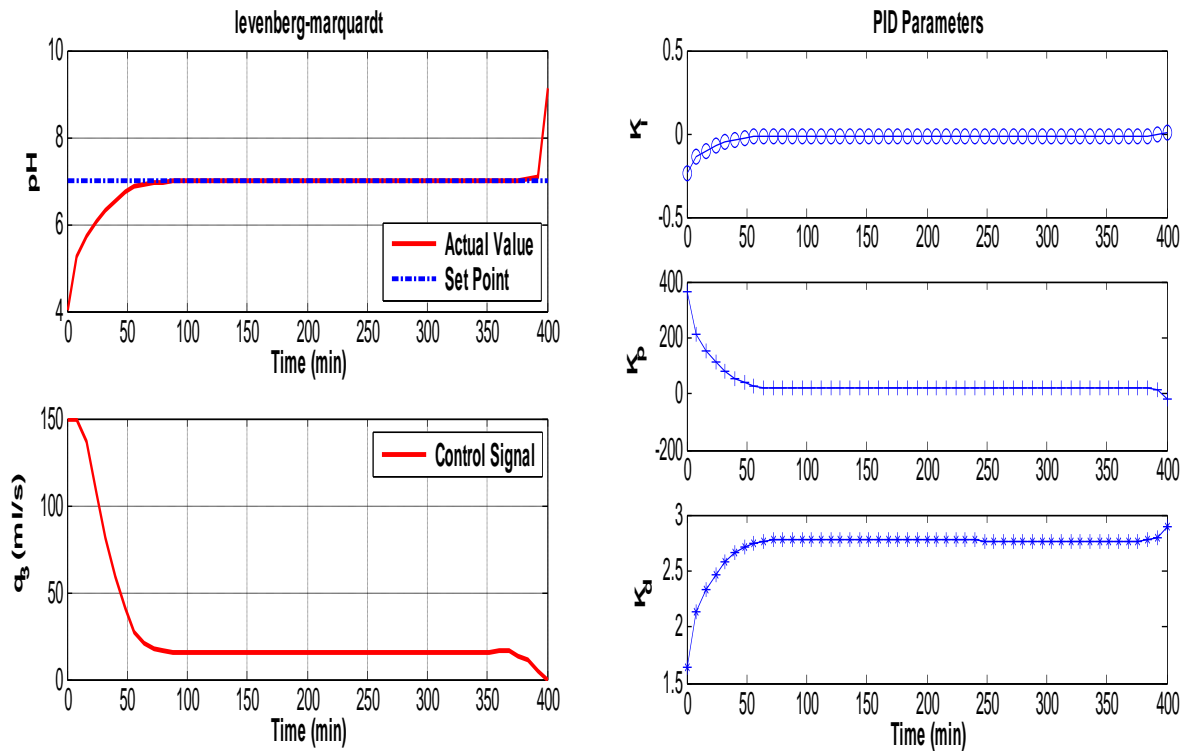 levenberg-marquardt
10
8
6
4
pH
0 50 100 150 200 250 300 350 400
Time (min)
Actual Value
Set Point
150
100
50
0
q3 (ml/s)
Control Signal
0 50 100 150 200 250 300 350 400
Time (min)
PID Parameters
0.5
0
-0.5
Ki
0 50 100 150 200 250 300 350 400
400
200
0
-200
Kp
0 50 100 150 200 250 300 350 400
3
2.5
2
1.5
Kd
0 50 100 150 200 250 300 350 400
Time (min)